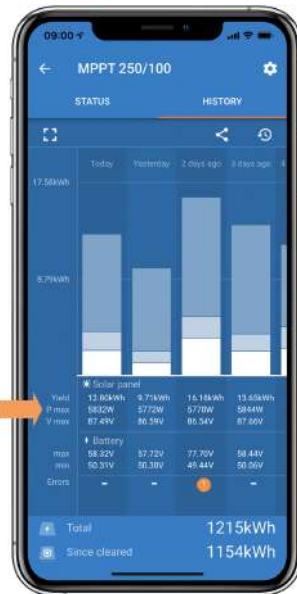 09:00
MPPT 250/100
STATUS HISTORY
Today Yesterday 2 days ago 3 days ago 4
17.58kWh
8.79kWh
Solar panel
Yield 12.80kWh 9.71kWh 16.16kWh 13.65kWh
P max 5832W 5772W 5770W 5844W
V max 87.49V 86.59V 86.54V 87.66V
Battery
max 58.32V 57.72V 77.70V 58.44V
min 50.31V 50.38V 49.44V 50.06V
Errors - - 1 -
Total 1215kWh
Since cleared 1154kWh